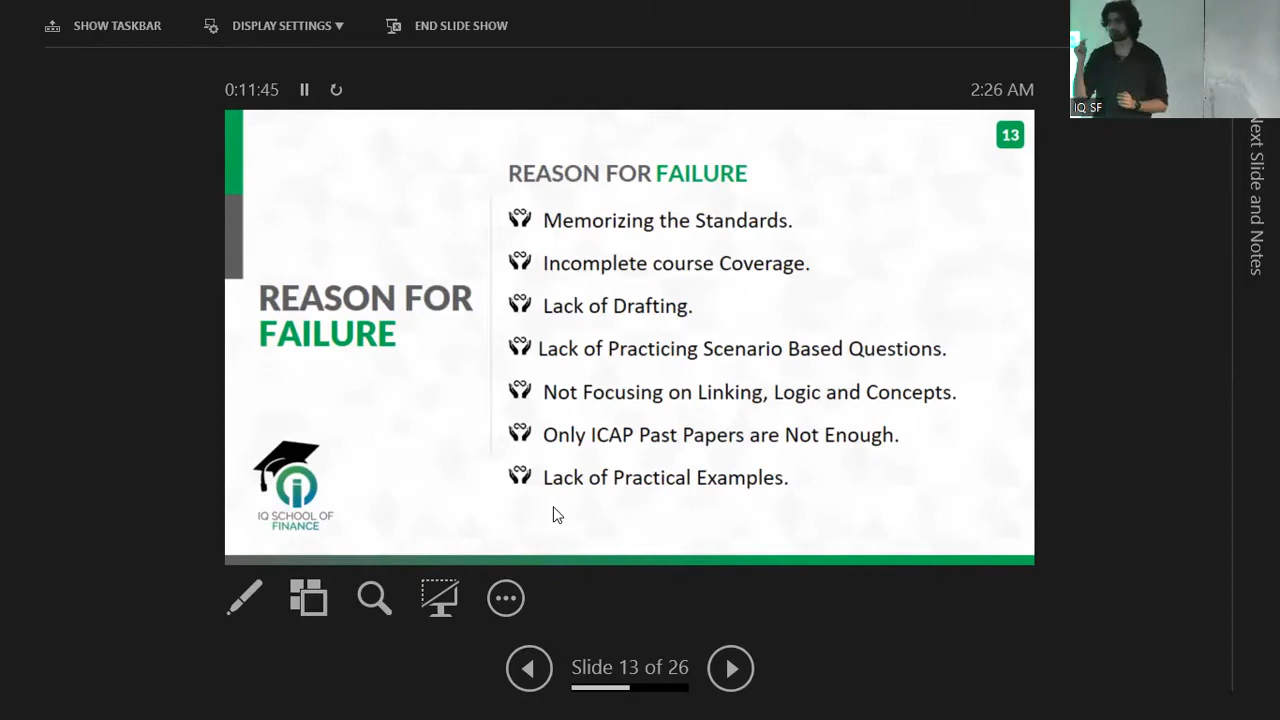 SHOW TASKBAR
DISPLAY SETTINGS
END SLIDE SHOW
IQ SF
0:11:45
2:26 AM
Next Slide and Notes
13
REASON FOR
FAILURE
REASON FOR FAILURE
Memorizing the Standards.
Incomplete course Coverage.
Lack of Drafting.
Lack of Practicing Scenario Based Questions.
Not Focusing on Linking, Logic and Concepts.
Only ICAP Past Papers are Not Enough.
Lack of Practical Examples.
IQ SCHOOL OF
FINANCE
Slide 13 of 26